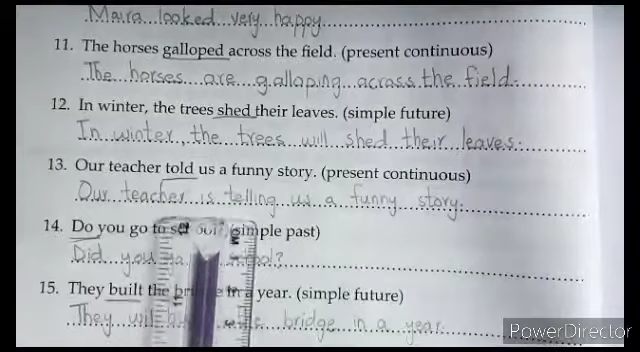 Maira looked very happy
11. The horses galloped across the field. (present continuous)
The horses are galloping across the field.
12. In winter, the trees shed their leaves. (simple future)
In winter, the trees will shed their leaves.
13. Our teacher told us a funny story. (present continuous)
Our teacher is telling us a funny story.
14. Do you go to (simple past)
Did you
15. They built the in a year. (simple future)
They will bridge in a year.
PowerDirector